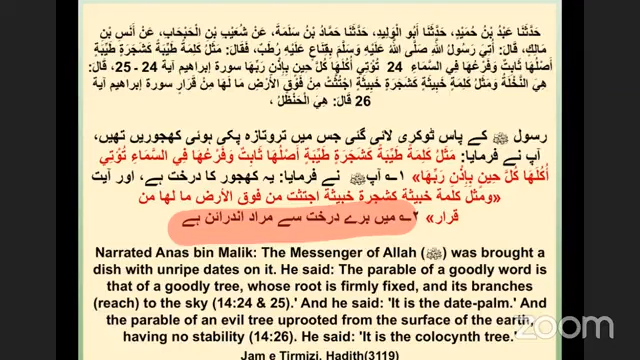 حَدَّثَنَا عَبْدُ بْنُ حُمَيْدٍ، حَدَّثَنَا أَبُو الْوَلِيدِ، حَدَّثَنَا حَمَّادُ بْنُ سَلَمَةَ، عَنْ شُعَيْبِ بْنِ الْحَبْحَابِ، عَنْ أَنَسِ بْنِ
مَالِكٍ، قَالَ: أُتِيَ رَسُولُ اللَّهِ صَلَّى اللَّهُ عَلَيْهِ وَسَلَّمَ بِقِنَاعٍ عَلَيْهِ رُطَبٌ، فَقَالَ: مَثَلُ كَلِمَةً طَيِّبَةً كَشَجَرَةٍ طَيِّبَةٍ
أَصْلُهَا ثَابِتٌ وَفَرْعُهَا فِي السَّمَاءِ 24 تُؤْتِي أُكُلَهَا كُلَّ حِينٍ بِإِذْنِ رَبِّهَا سورة إبراهيم آية 24 - 25، قَالَ:
هِيَ النَّخْلَةُ وَمَثَلُ كَلِمَةٍ خَبِيثَةٍ كَشَجَرَةٍ خَبِيثَةٍ اجْتُثَّتْ مِنْ فَوْقِ الأَرْضِ مَا لَهَا مِنْ قَرَارٍ سورة إبراهيم آية
26 قَالَ: هِيَ الْحَنْظَلُ ،
رسول ﷺ کے پاس ٹوکری لائی گئی جس میں تروتازہ پکی ہوئی کھجوریں تھیں،
آپ نے فرمایا: مَثَلُ كَلِمَةً طَيِّبَةً كَشَجَرَةٍ طَيِّبَةٍ أَصْلُهَا ثَابِتٌ وَفَرْعُهَا فِي السَّمَاءِ تُؤْتِي
أُكُلَهَا كُلَّ حِينٍ بِإِذْنِ رَبِّهَا» ۱؎ آپ ﷺ نے فرمایا: یہ کھجور کا درخت ہے، اور آیت
«ومثل كلمة خبيثة كشجرة خبيثة اجتثت من فوق الأرض ما لها من
قرار» ۲؎ میں برے درخت سے مراد اندرائن ہے
Narrated Anas bin Malik: The Messenger of Allah (ﷺ) was brought a
dish with unripe dates on it. He said: The parable of a goodly word is
that of a goodly tree, whose root is firmly fixed, and its branches
(reach) to the sky (14:24 & 25).' And he said: 'It is the date-palm.' And
the parable of an evil tree uprooted from the surface of the earth
having no stability (14:26). He said: 'It is the colocynth tree.'
Jam e Tirmizi, Hadith(3119)
zoom